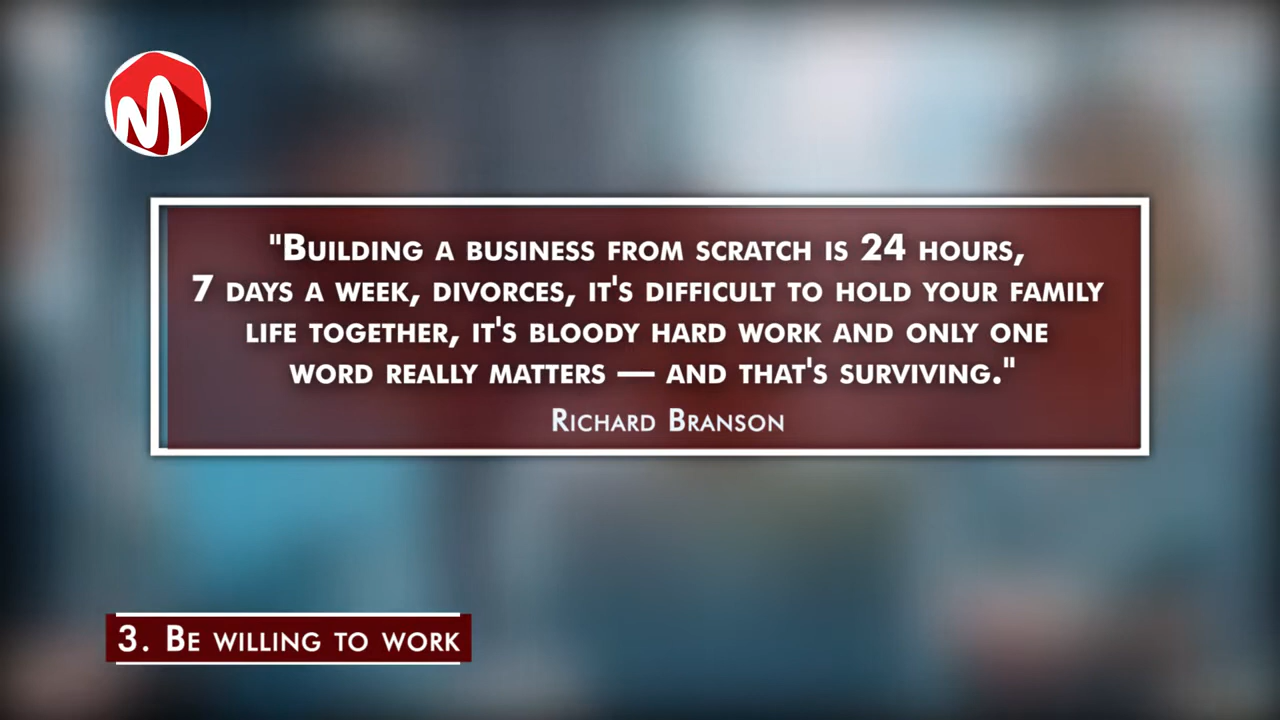 "Building a business from scratch is 24 hours,
7 days a week, divorces, it's difficult to hold your family
life together, it's bloody hard work and only one
word really matters — and that's surviving."
Richard Branson
3. Be willing to work